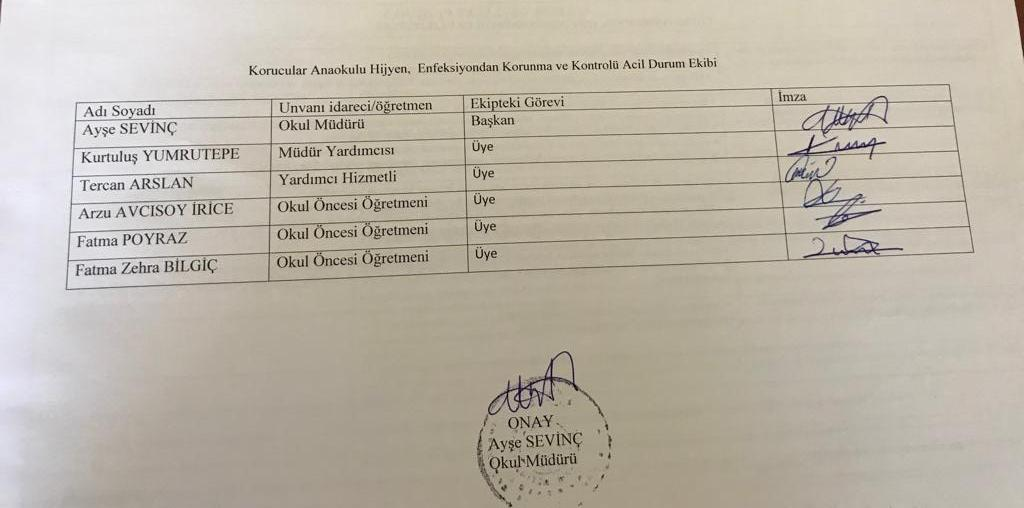 Korucular Anaokulu Hijyen, Enfeksiyondan Korunma ve Kontrolü Acil Durum Ekibi
Adı Soyadı Unvanı idareci/öğretmen Ekipteki Görevi İmza
Ayşe SEVİNÇ Okul Müdürü Başkan
Kurtuluş YUMRUTEPE Müdür Yardımcısı Üye
Tercan ARSLAN Yardımcı Hizmetli Üye
Arzu AVCISOY İRİCE Okul Öncesi Öğretmeni Üye
Fatma POYRAZ Okul Öncesi Öğretmeni Üye
Fatma Zehra BİLGİÇ Okul Öncesi Öğretmeni Üye
ONAY
Ayşe SEVİNÇ
Okul Müdürü